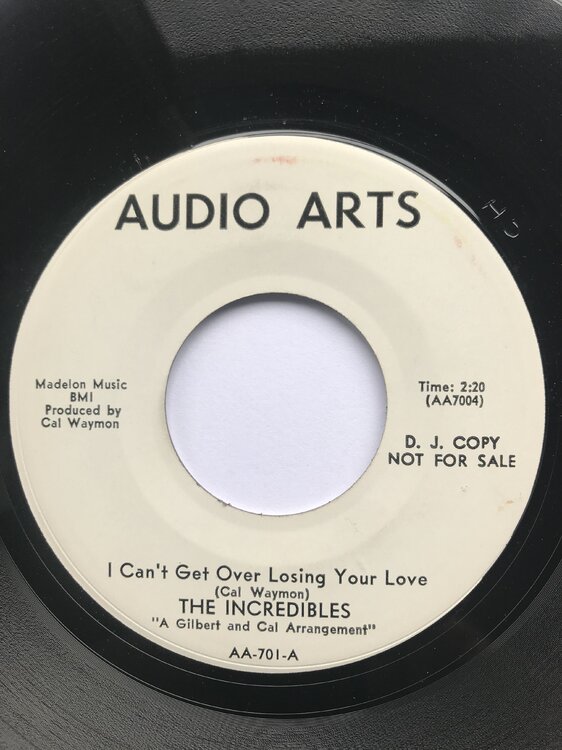 AUDIO ARTS
Madelon Music
BMI
Produced by
Cal Waymon
Time: 2:20
(AA7004)
D. J. COPY
NOT FOR SALE
I Can't Get Over Losing Your Love
(Cal Waymon)
THE INCREDIBLES
"A Gilbert and Cal Arrangement"
AA-701-A